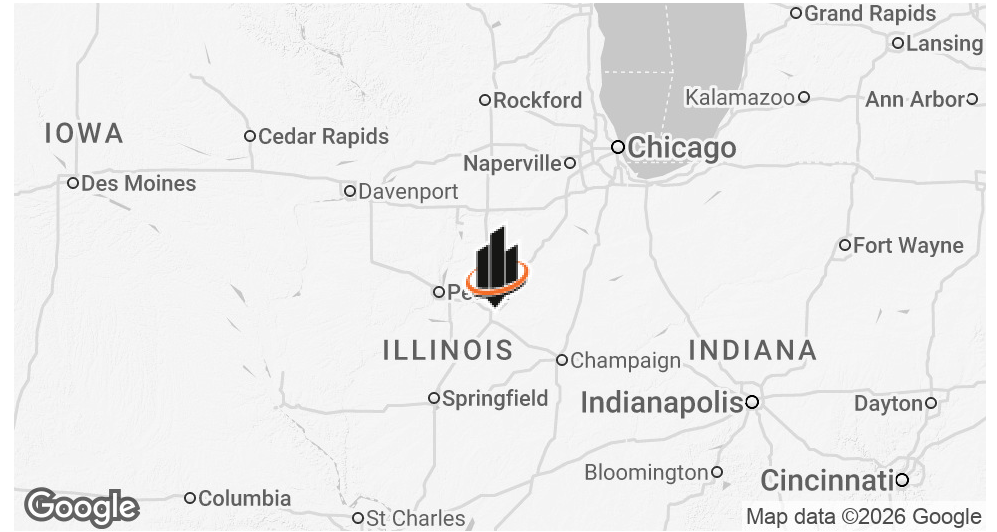 Grand Rapids
Lansing
Kalamazoo
Ann Arbor
Rockford
IOWA
Cedar Rapids
Chicago
Naperville
Des Moines
Davenport
Fort Wayne
Pe
ILLINOIS
INDIANA
Champaign
Springfield
Indianapolis
Dayton
Bloomington
Cincinnati
Columbia
Google
St Charles
Map data ©2026 Google